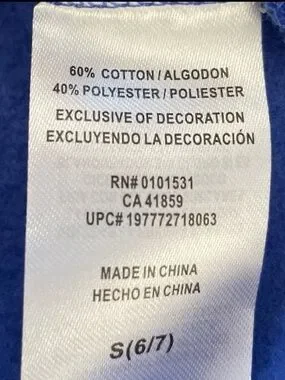 60% COTTON / ALGODON
40% POLYESTER / POLIESTER
EXCLUSIVE OF DECORATION
EXCLUYENDO LA DECORACIÓN
RN# 0101531
CA 41859
UPC# 197772718063
MADE IN CHINA
HECHO EN CHINA
S(6/7)